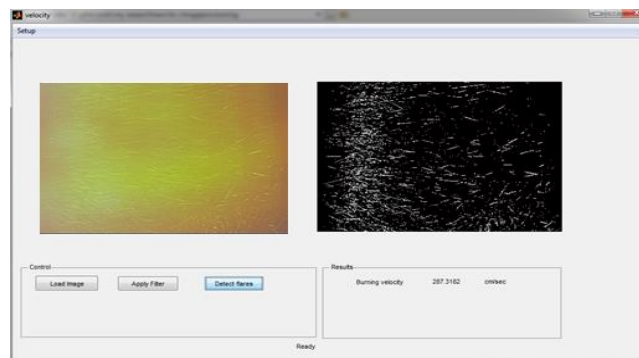 velocity
Setup
Control
Load Image
Apply Filter
Detect flares
Results
Burning velocity 287.3162 cm/sec
Ready